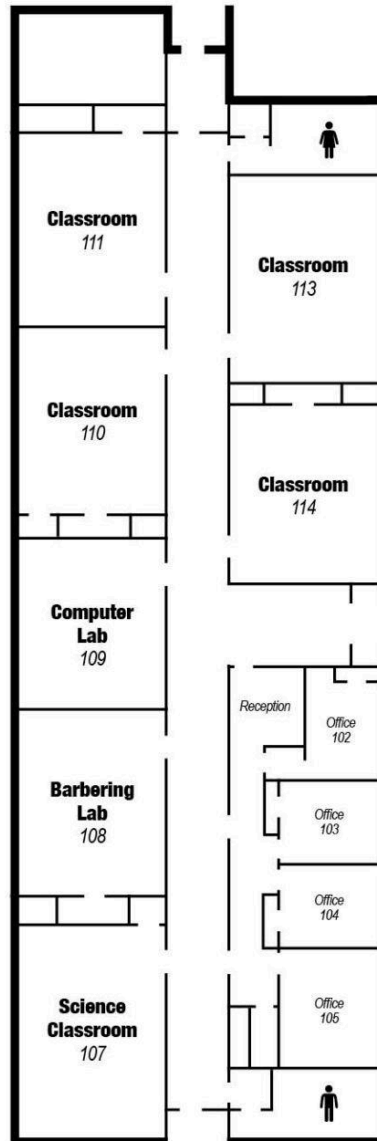 Classroom
111
Classroom
113
Classroom
110
Classroom
114
Computer
Lab
109
Reception
Office
102
Barbering
Lab
108
Office
103
Office
104
Science
Classroom
107
Office
105